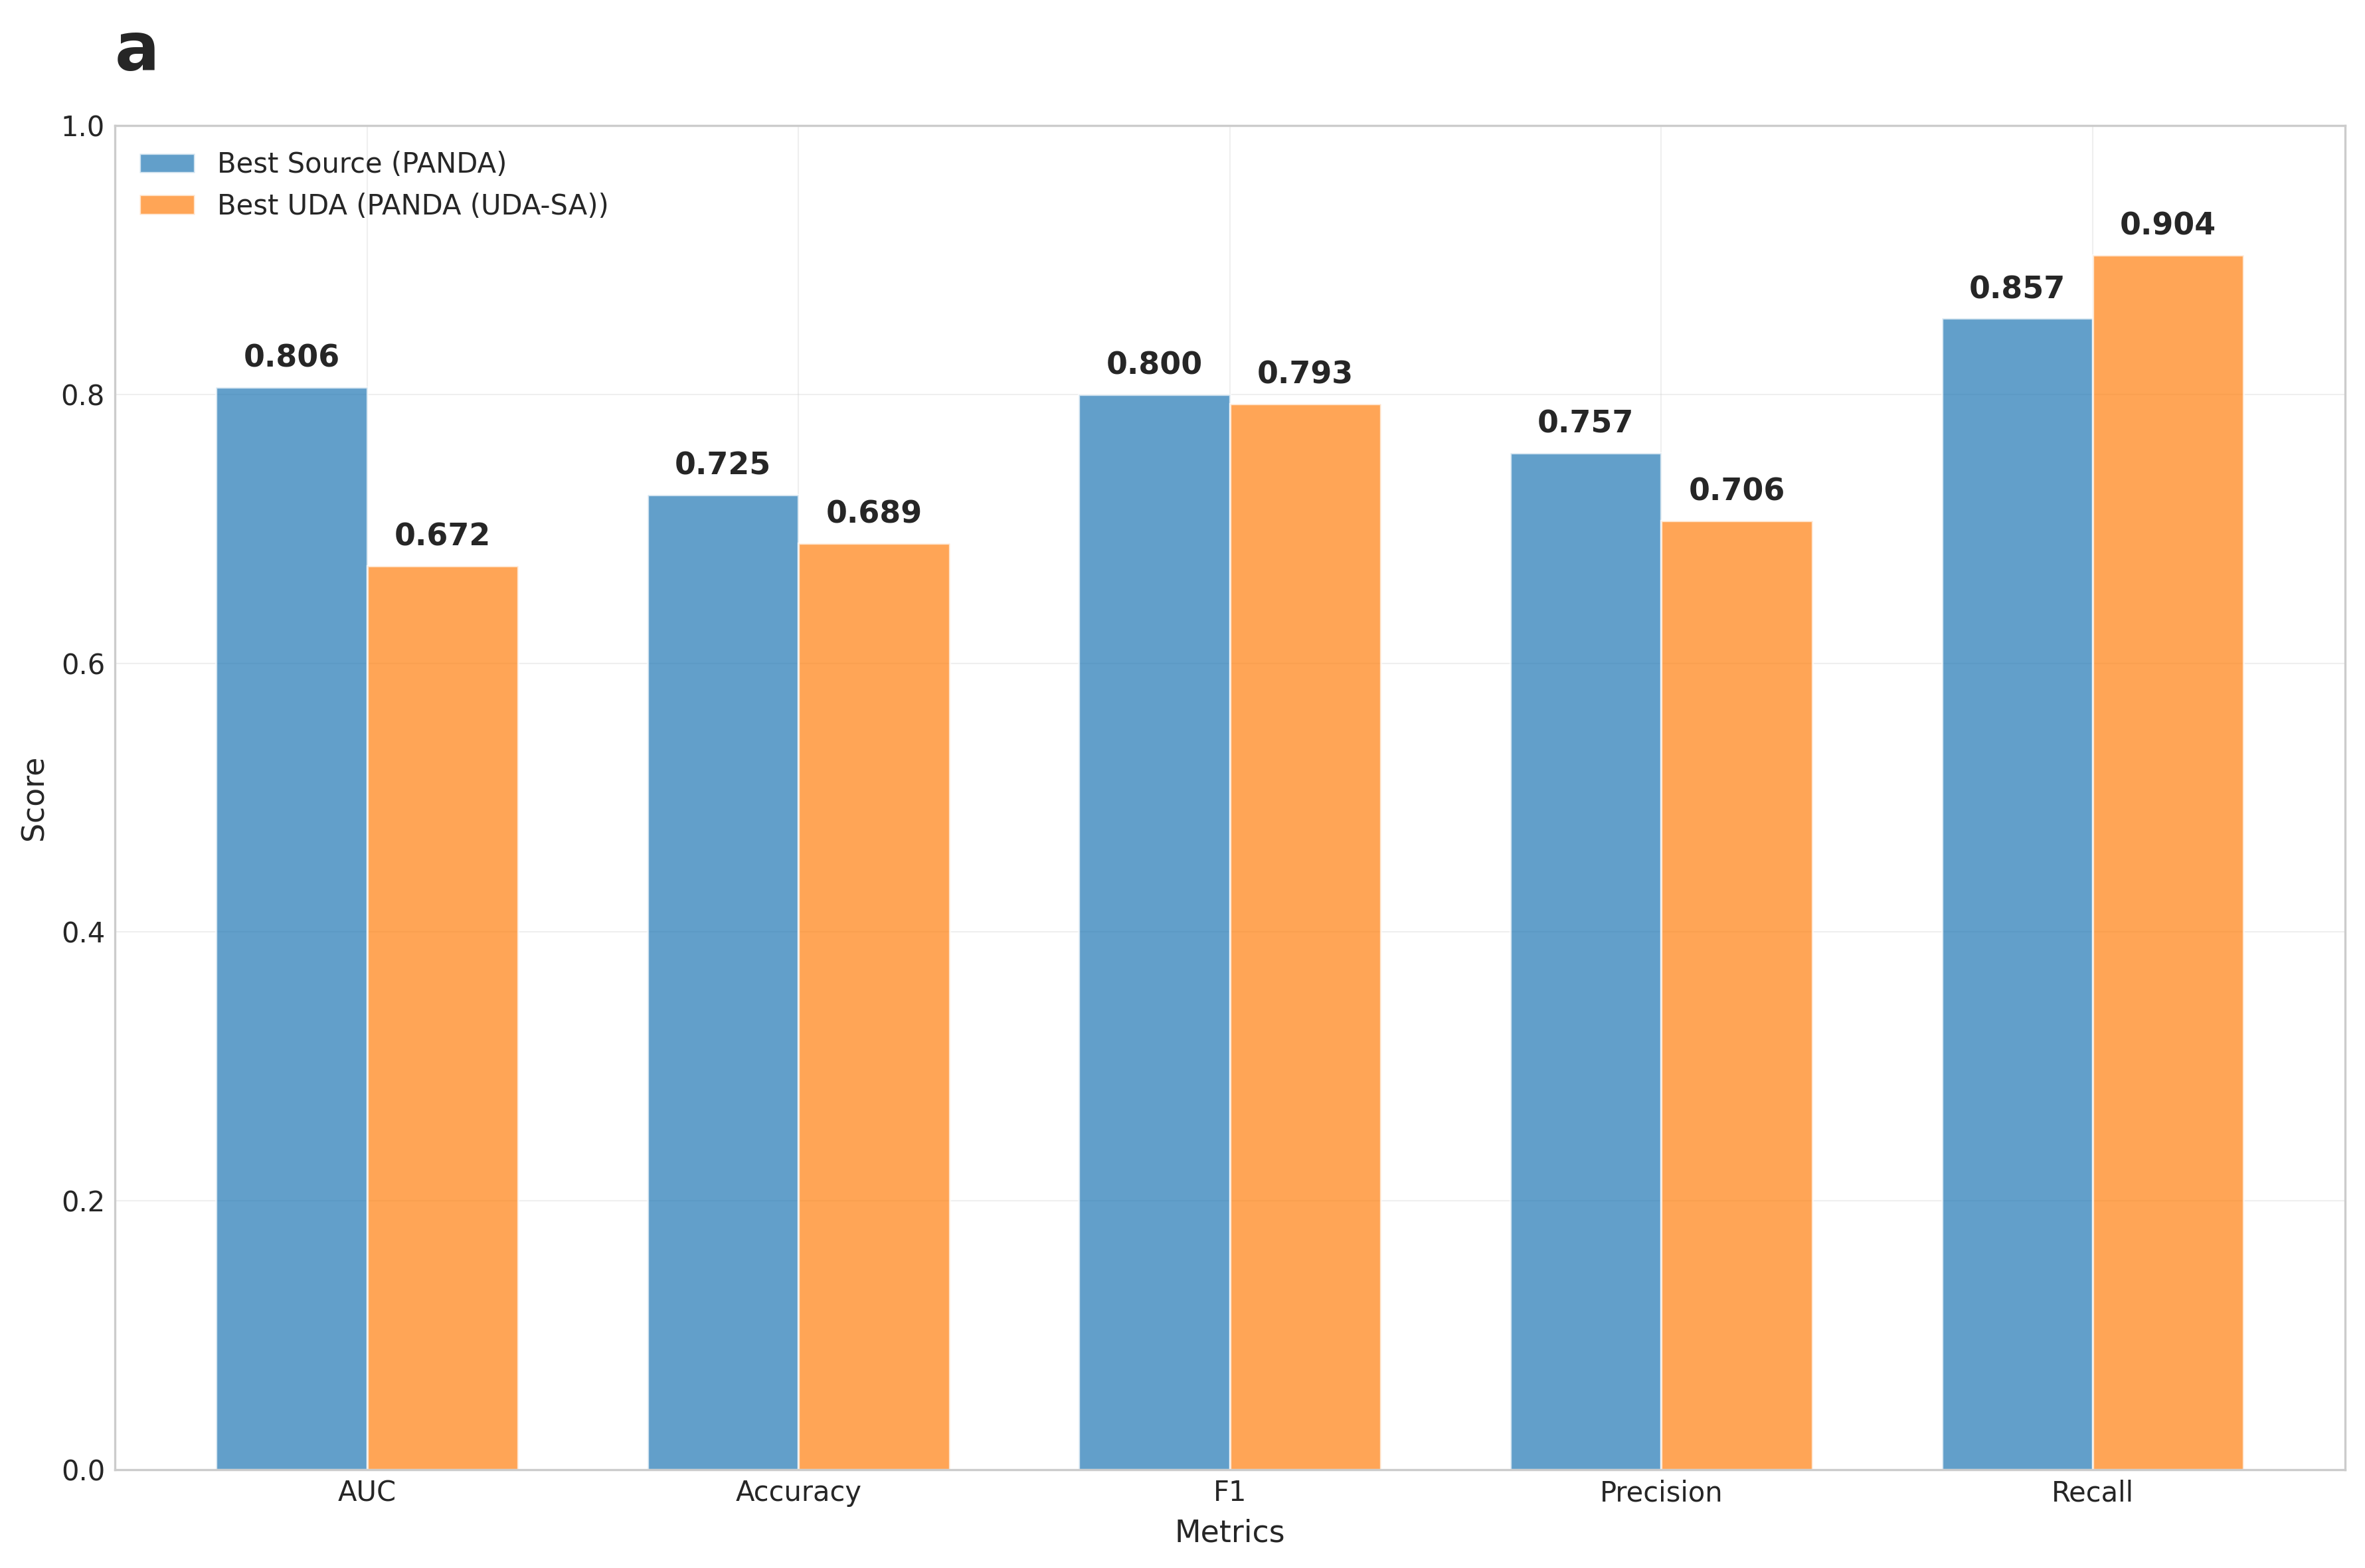 a
1.0
0.8
0.6
0.4
0.2
0.0
Score
Best Source (PANDA)
Best UDA (PANDA (UDA-SA))
0.806
0.672
0.725
0.689
0.800
0.793
0.757
0.706
0.857
0.904
AUC
Accuracy
F1
Precision
Recall
Metrics